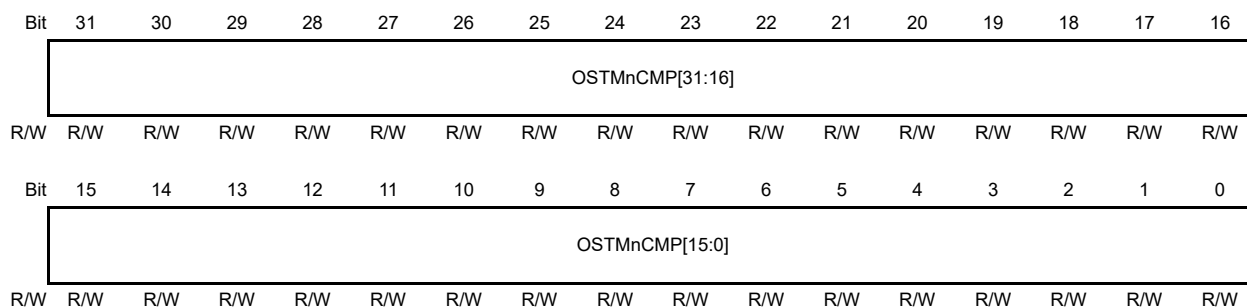 Bit 31 30 29 28 27 26 25 24 23 22 21 20 19 18 17 16
OSTMnCMP[31:16]
R/W R/W R/W R/W R/W R/W R/W R/W R/W R/W R/W R/W R/W R/W R/W R/W R/W
Bit 15 14 13 12 11 10 9 8 7 6 5 4 3 2 1 0
OSTMnCMP[15:0]
R/W R/W R/W R/W R/W R/W R/W R/W R/W R/W R/W R/W R/W R/W R/W R/W R/W